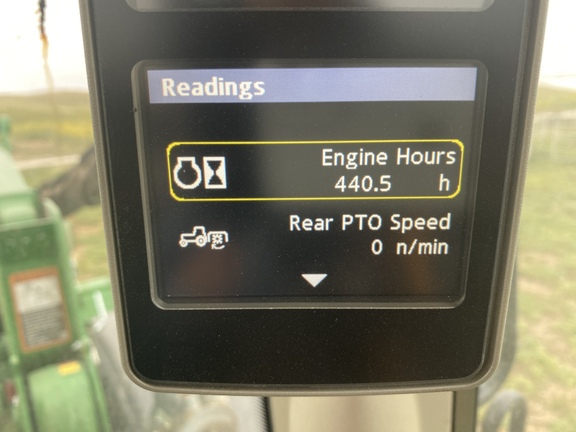 Readings
Engine Hours
440.5 h
Rear PTO Speed
0 n/min